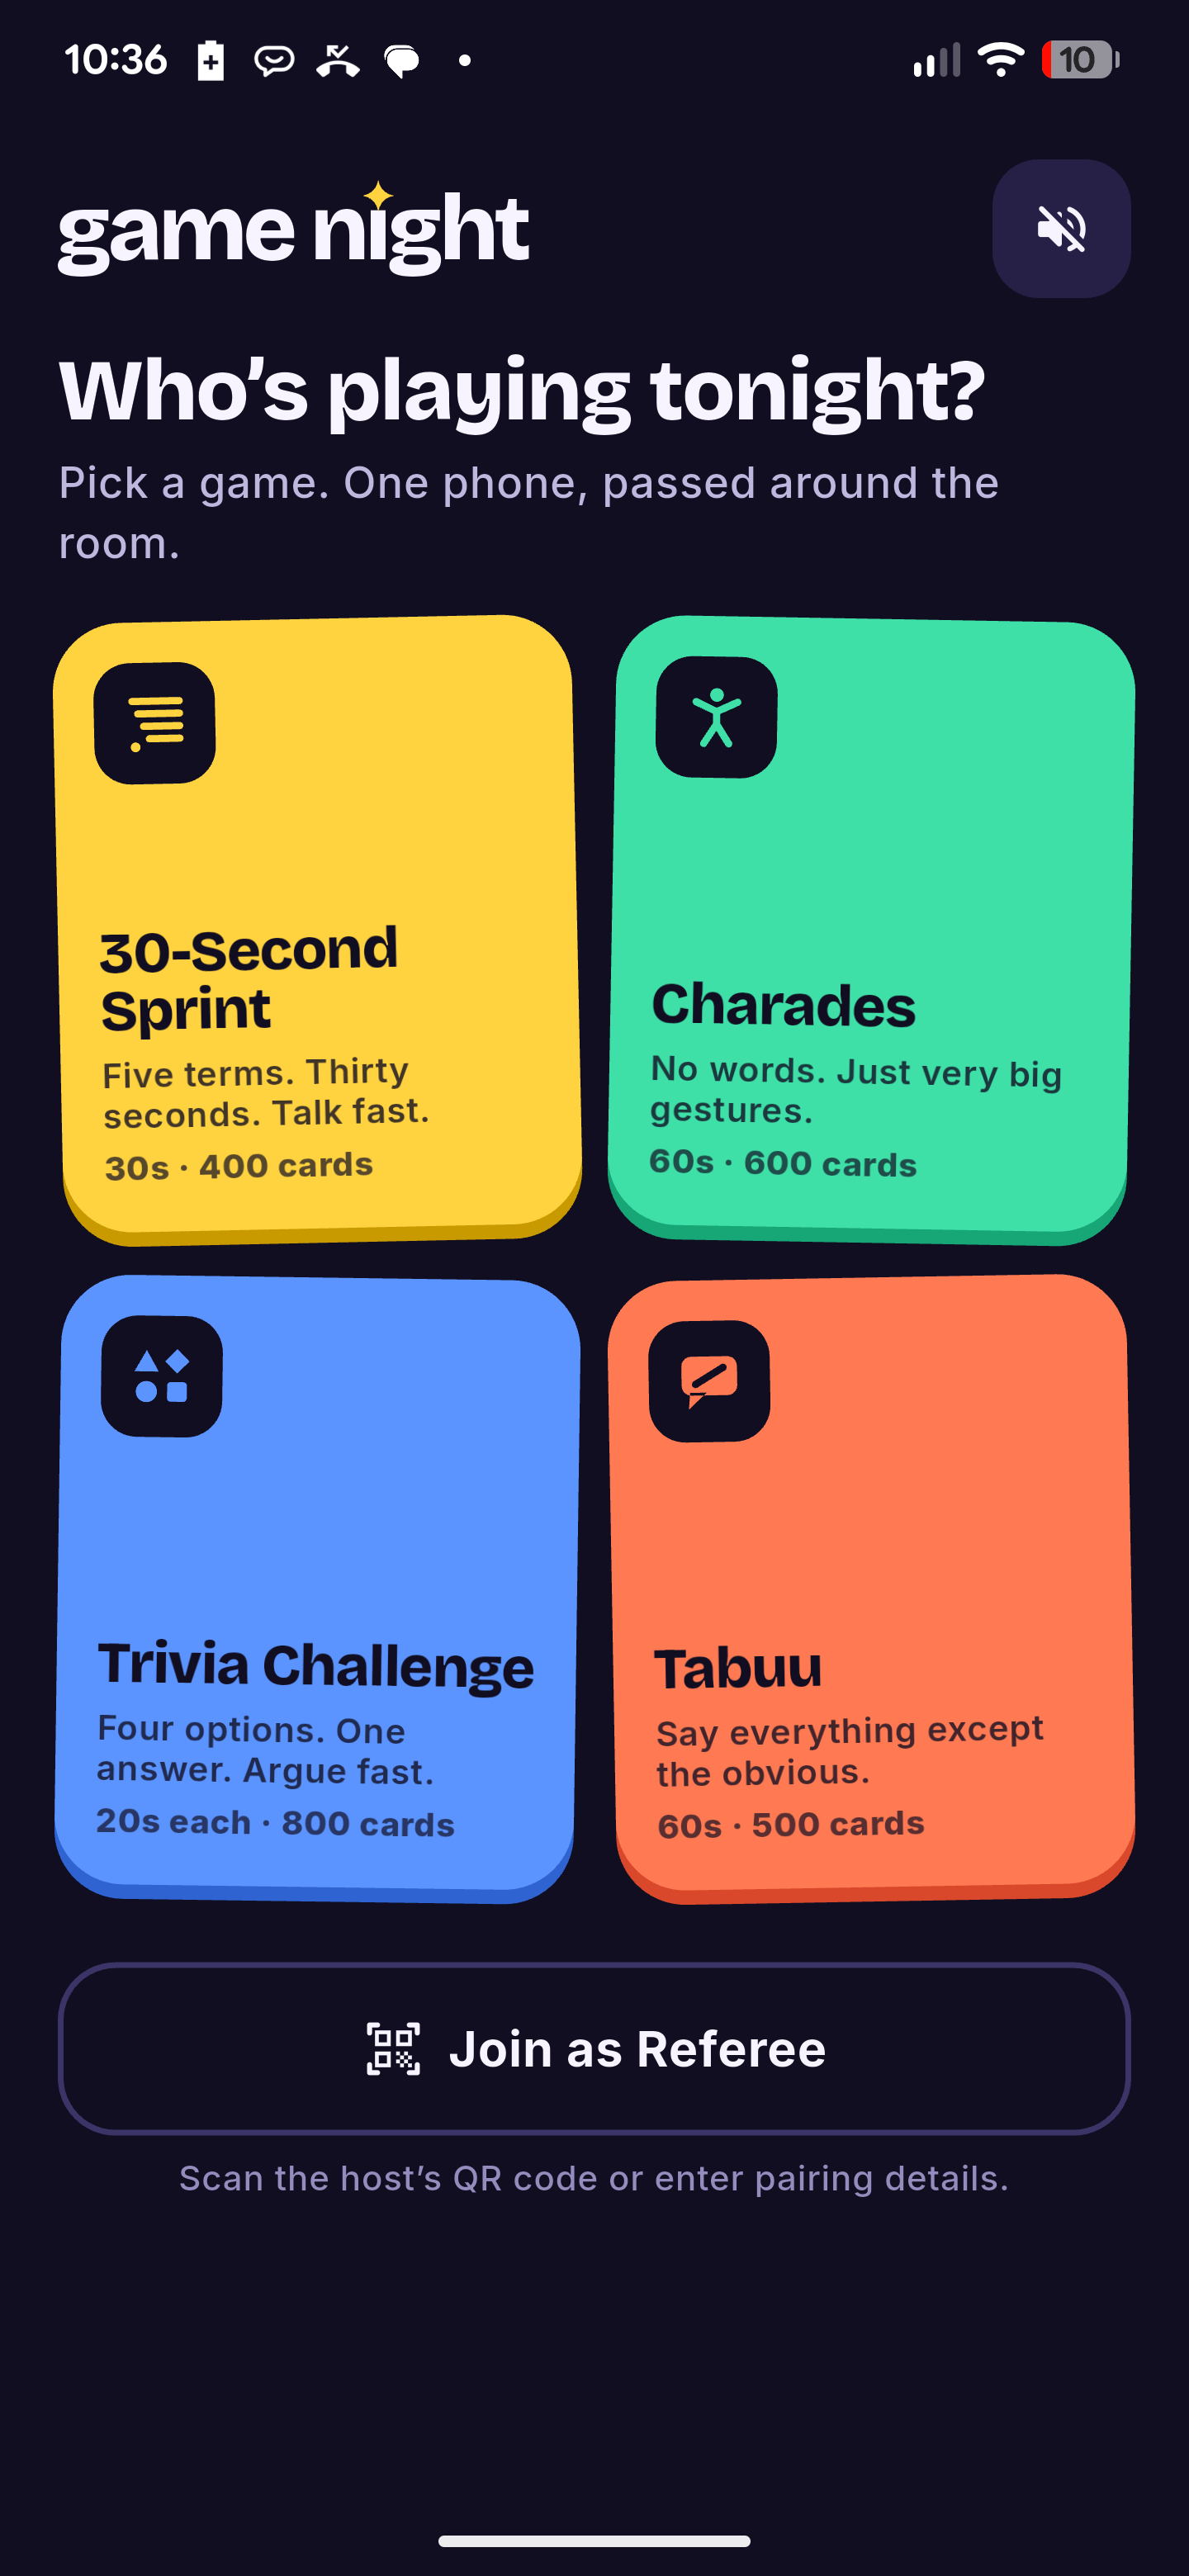 10:36
10
game night
Who’s playing tonight?
Pick a game. One phone, passed around the
room.
30-Second
Sprint
Five terms. Thirty
seconds. Talk fast.
30s · 400 cards
Charades
No words. Just very big
gestures.
60s · 600 cards
Trivia Challenge
Four options. One
answer. Argue fast.
20s each · 800 cards
Tabuu
Say everything except
the obvious.
60s · 500 cards
Join as Referee
Scan the host’s QR code or enter pairing details.